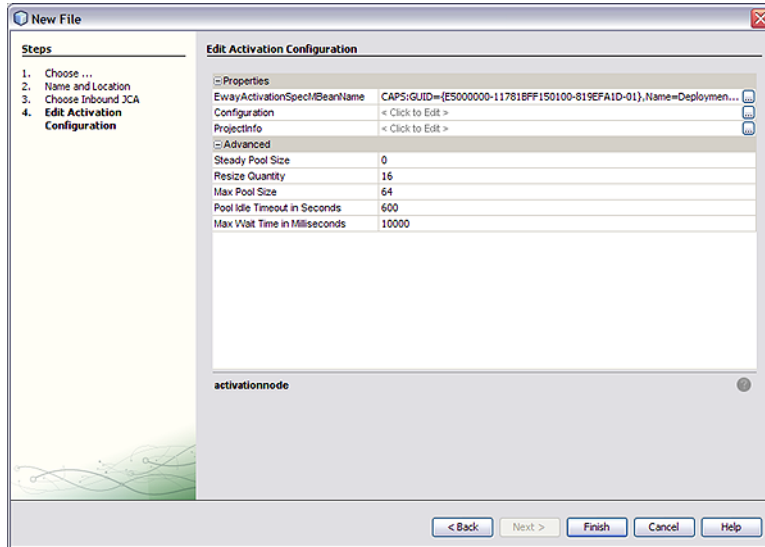 New File
Steps
1. Choose ...
2. Name and Location
3. Choose Inbound JCA
4. Edit Activation
Configuration
Edit Activation Configuration
Properties
EwayActivationSpecMBeanName CAPS:GUID={E5000000-11781BFF150100-819EFA1D-01},Name=Deploymen... ...
Configuration < Click to Edit > ...
ProjectInfo < Click to Edit > ...
Advanced
Steady Pool Size 0
Resize Quantity 16
Max Pool Size 64
Pool Idle Timeout in Seconds 600
Max Wait Time in Milliseconds 10000
activationnode ?
< Back Next > Finish Cancel Help